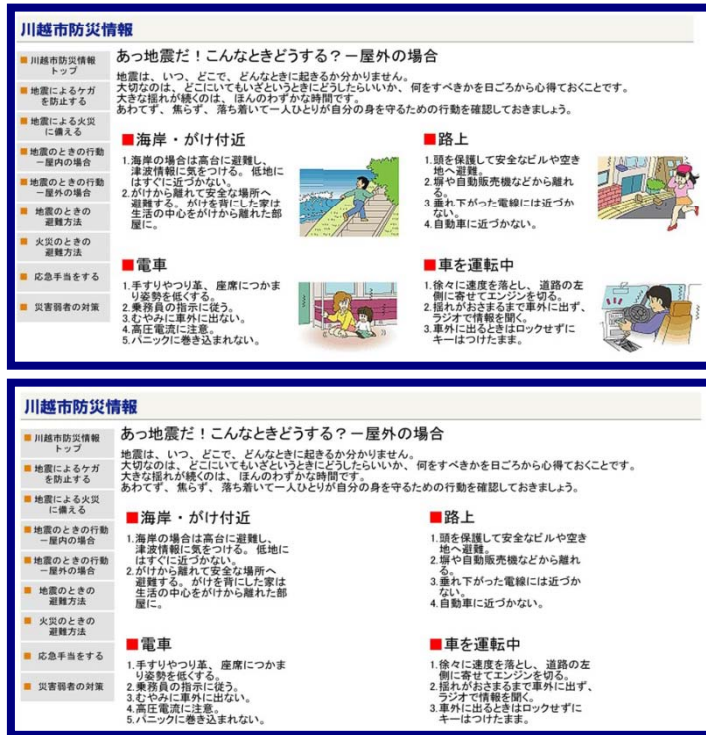 川越市防災情報
■ 川越市防災情報
トップ
■ 地震によるケガ
を防止する
■ 地震による火災
に備える
■ 地震のときの行動
－屋内の場合
■ 地震のときの行動
－屋外の場合
■ 地震のときの
避難方法
■ 火災のときの
避難方法
■ 応急手当をする
■ 災害弱者の対策
あっ地震だ！こんなときどうする？－屋外の場合
地震は、いつ、どこで、どんなときに起きるか分かりません。
大切なのは、どこにいてもいざというときにどうしたらいいか、何をすべきかを日ごろから心得ておくことです。
大きな揺れが続くのは、ほんのわずかな時間です。
あわてず、焦らず、落ち着いて一人ひとりが自分の身を守るための行動を確認しておきましょう。
■海岸・がけ付近
1.海岸の場合は高台に避難し、
津波情報に気をつける。低地に
はすぐに近づかない。
2.がけから離れて安全な場所へ
避難する。がけを背にした家は
生活の中心をがけから離れた部
屋に。
■路上
1.頭を保護して安全なビルや空き
地へ避難。
2.塀や自動販売機などから離れ
る。
3.垂れ下がった電線には近づか
ない。
4.自動車に近づかない。
■電車
1.手すりやつり革、座席につかま
り姿勢を低くする。
2.乗務員の指示に従う。
3.むやみに車外に出ない。
4.高圧電流に注意。
5.パニックに巻き込まれない。
■車を運転中
1.徐々に速度を落とし、道路の左
側に寄せてエンジンを切る。
2.揺れがおさまるまで車外に出ず、
ラジオで情報を聞く。
3.車外に出るときはロックせずに
キーはつけたまま。
川越市防災情報
■ 川越市防災情報
トップ
■ 地震によるケガ
を防止する
■ 地震による火災
に備える
■ 地震のときの行動
－屋内の場合
■ 地震のときの行動
－屋外の場合
■ 地震のときの
避難方法
■ 火災のときの
避難方法
■ 応急手当をする
■ 災害弱者の対策
あっ地震だ！こんなときどうする？－屋外の場合
地震は、いつ、どこで、どんなときに起きるか分かりません。
大切なのは、どこにいてもいざというときにどうしたらいいか、何をすべきかを日ごろから心得ておくことです。
大きな揺れが続くのは、ほんのわずかな時間です。
あわてず、焦らず、落ち着いて一人ひとりが自分の身を守るための行動を確認しておきましょう。
■海岸・がけ付近
1.海岸の場合は高台に避難し、
津波情報に気をつける。低地に
はすぐに近づかない。
2.がけから離れて安全な場所へ
避難する。がけを背にした家は
生活の中心をがけから離れた部
屋に。
■路上
1.頭を保護して安全なビルや空き
地へ避難。
2.塀や自動販売機などから離れ
る。
3.垂れ下がった電線には近づか
ない。
4.自動車に近づかない。
■電車
1.手すりやつり革、座席につかま
り姿勢を低くする。
2.乗務員の指示に従う。
3.むやみに車外に出ない。
4.高圧電流に注意。
5.パニックに巻き込まれない。
■車を運転中
1.徐々に速度を落とし、道路の左
側に寄せてエンジンを切る。
2.揺れがおさまるまで車外に出ず、
ラジオで情報を聞く。
3.車外に出るときはロックせずに
キーはつけたまま。